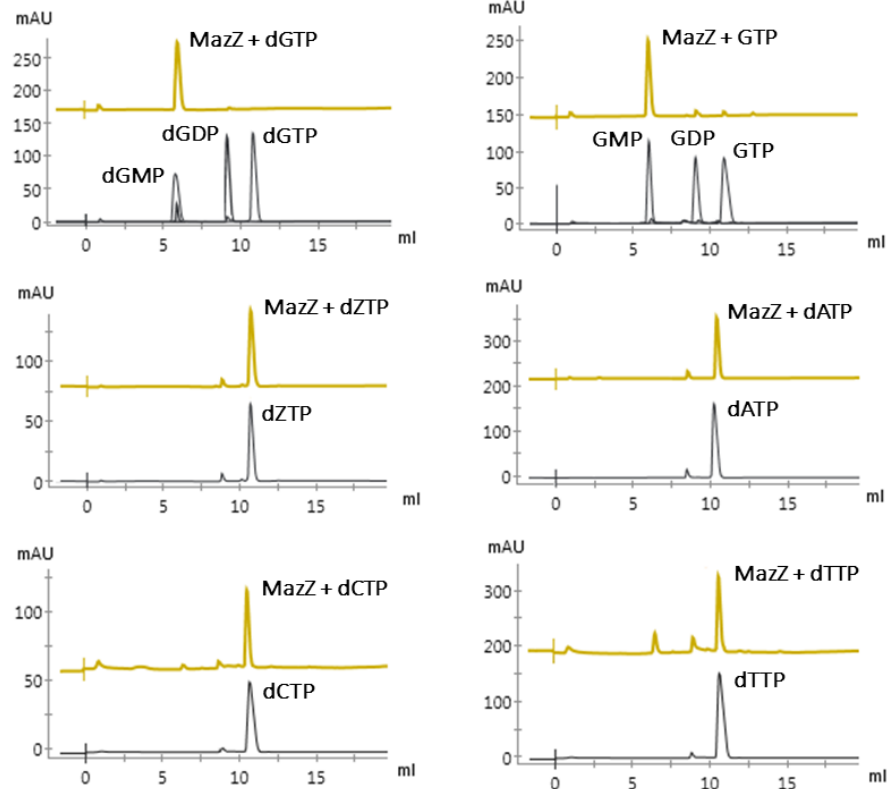 mAU
MazZ + dGTP
250
200
150
dGDP
dGTP
100
dGMP
50
0
0 5 10 15 ml
mAU
250
MazZ + GTP
200
150
GMP
GDP
GTP
100
50
0
0 5 10 15 ml
mAU
MazZ + dZTP
100
dZTP
50
0
0 5 10 15 ml
mAU
MazZ + dATP
300
200
dATP
100
0
0 5 10 15 ml
mAU
MazZ + dCTP
100
50
dCTP
0
0 5 10 15 ml
mAU
MazZ + dTTP
300
200
dTTP
100
0
0 5 10 15 ml